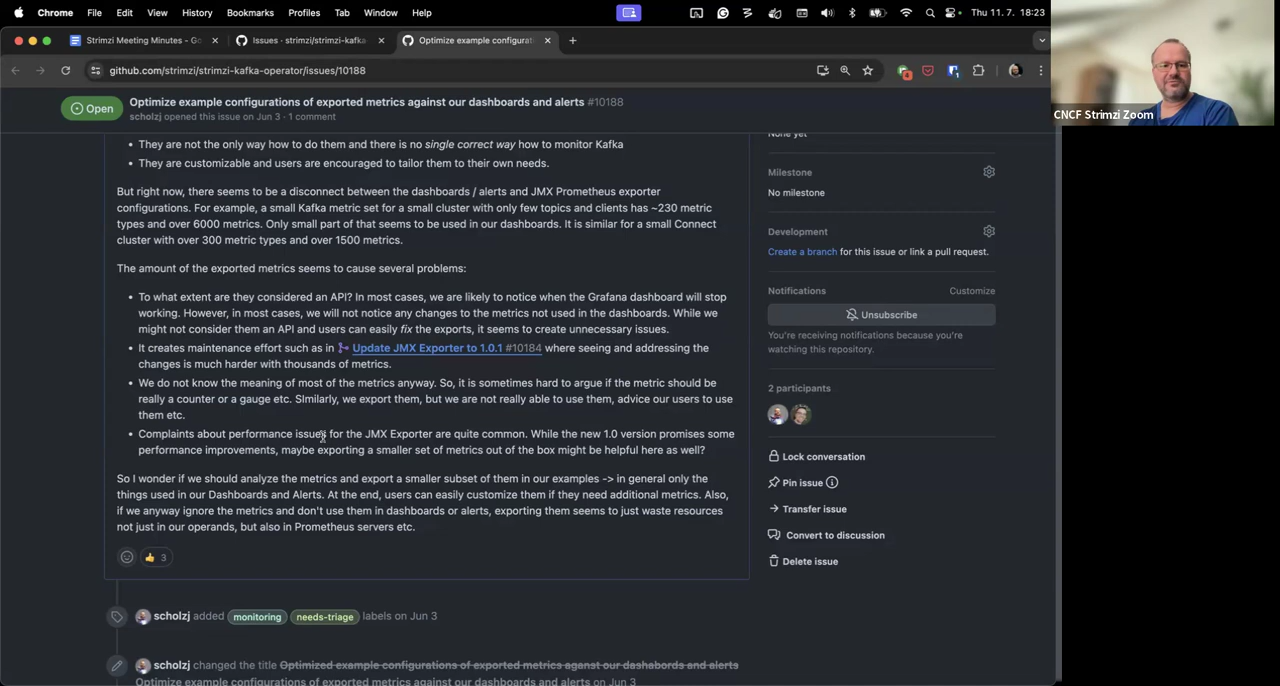 Chrome File Edit View History Bookmarks Profiles Tab Window Help Thu 11. 7. 18:23
Strimzi Meeting Minutes - Go
Issues · strimzi/strimzi-kafka-
Optimize example configurat
github.com/strimzi/strimzi-kafka-operator/issues/10188
CNCF Strimzi Zoom
Open
Optimize example configurations of exported metrics against our dashboards and alerts #10188
scholzj opened this issue on Jun 3 · 1 comment
They are not the only way how to do them and there is no single correct way how to monitor Kafka
They are customizable and users are encouraged to tailor them to their own needs.
But right now, there seems to be a disconnect between the dashboards / alerts and JMX Prometheus exporter
configurations. For example, a small Kafka metric set for a small cluster with only few topics and clients has ~230 metric
types and over 6000 metrics. Only small part of that seems to be used in our dashboards. It is similar for a small Connect
cluster with over 300 metric types and over 1500 metrics.
The amount of the exported metrics seems to cause several problems:
To what extent are they considered an API? In most cases, we are likely to notice when the Grafana dashboard will stop
working. However, in most cases, we will not notice any changes to the metrics not used in the dashboards. While we
might not consider them an API and users can easily fix the exports, it seems to create unnecessary issues.
It creates maintenance effort such as in Update JMX Exporter to 1.0.1 #10184 where seeing and addressing the
changes is much harder with thousands of metrics.
We do not know the meaning of most of the metrics anyway. So, it is sometimes hard to argue if the metric should be
really a counter or a gauge etc. SImilarly, we export them, but we are not really able to use them, advice our users to use
them etc.
Complaints about performance issues for the JMX Exporter are quite common. While the new 1.0 version promises some
performance improvements, maybe exporting a smaller set of metrics out of the box might be helpful here as well?
So I wonder if we should analyze the metrics and export a smaller subset of them in our examples -> in general only the
things used in our Dashboards and Alerts. At the end, users can easily customize them if they need additional metrics. Also,
if we anyway ignore the metrics and don't use them in dashboards or alerts, exporting them seems to just waste resources
not just in our operands, but also in Prometheus servers etc.
3
scholzj added monitoring needs-triage labels on Jun 3
scholzj changed the title Optimized example configurations of exported metrics aganst our dashabords and alerts
Optimize example configurations of exported metrics against our dashboards and alerts on Jun 3
None yet
Milestone
No milestone
Development
Create a branch for this issue or link a pull request.
Notifications Customize
Unsubscribe
You're receiving notifications because you're
watching this repository.
2 participants
Lock conversation
Pin issue
Transfer issue
Convert to discussion
Delete issue